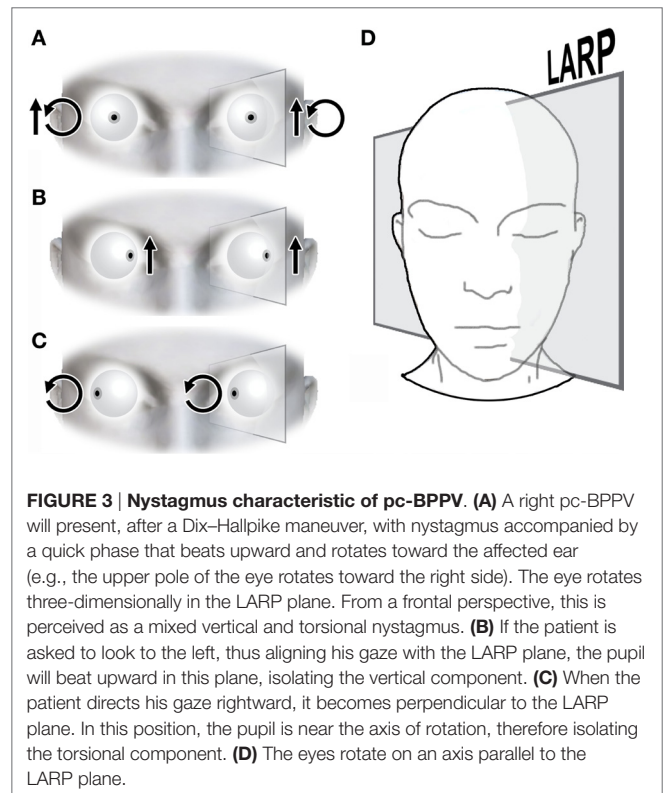 A
D
LARP
B
C
FIGURE 3 | Nystagmus characteristic of pc-BPPV. (A) A right pc-BPPV
will present, after a Dix–Hallpike maneuver, with nystagmus accompanied by
a quick phase that beats upward and rotates toward the affected ear
(e.g., the upper pole of the eye rotates toward the right side). The eye rotates
three-dimensionally in the LARP plane. From a frontal perspective, this is
perceived as a mixed vertical and torsional nystagmus. (B) If the patient is
asked to look to the left, thus aligning his gaze with the LARP plane, the pupil
will beat upward in this plane, isolating the vertical component. (C) When the
patient directs his gaze rightward, it becomes perpendicular to the LARP
plane. In this position, the pupil is near the axis of rotation, therefore isolating
the torsional component. (D) The eyes rotate on an axis parallel to the
LARP plane.